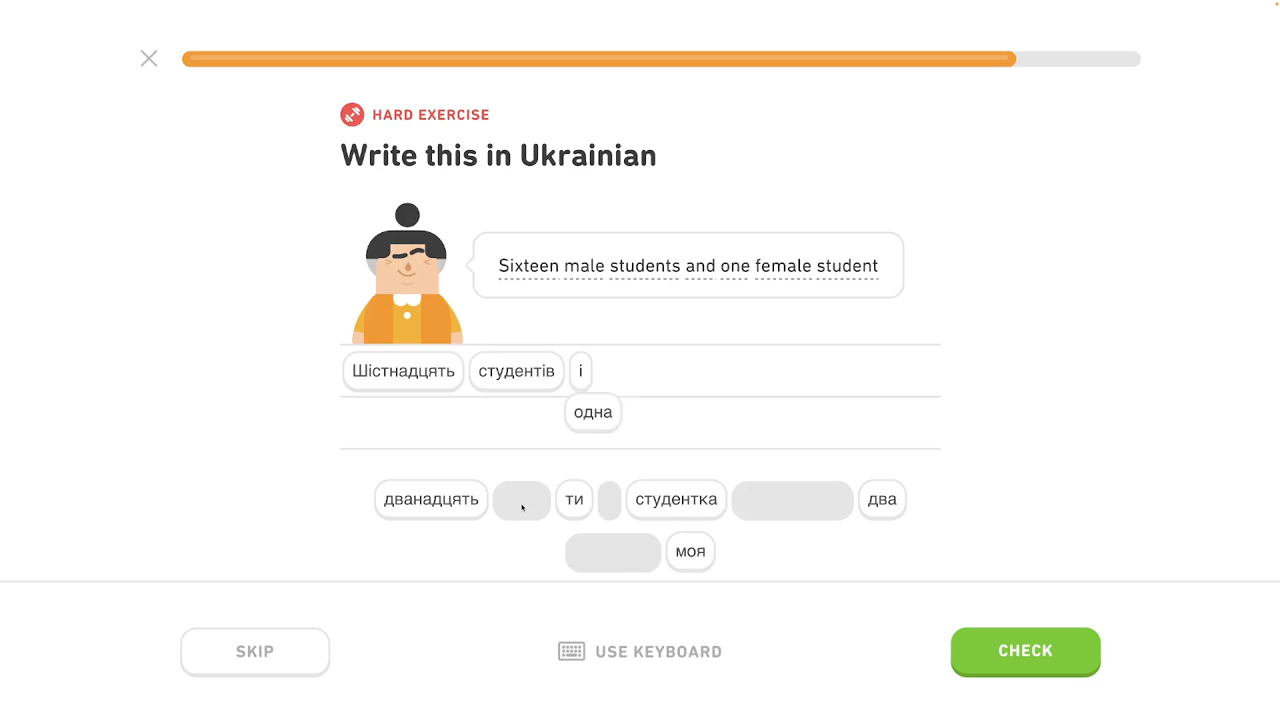 HARD EXERCISE
Write this in Ukrainian
Sixteen male students and one female student
Шістнадцять студентів і
одна
дванадцять ти студентка два
моя
SKIP USE KEYBOARD CHECK